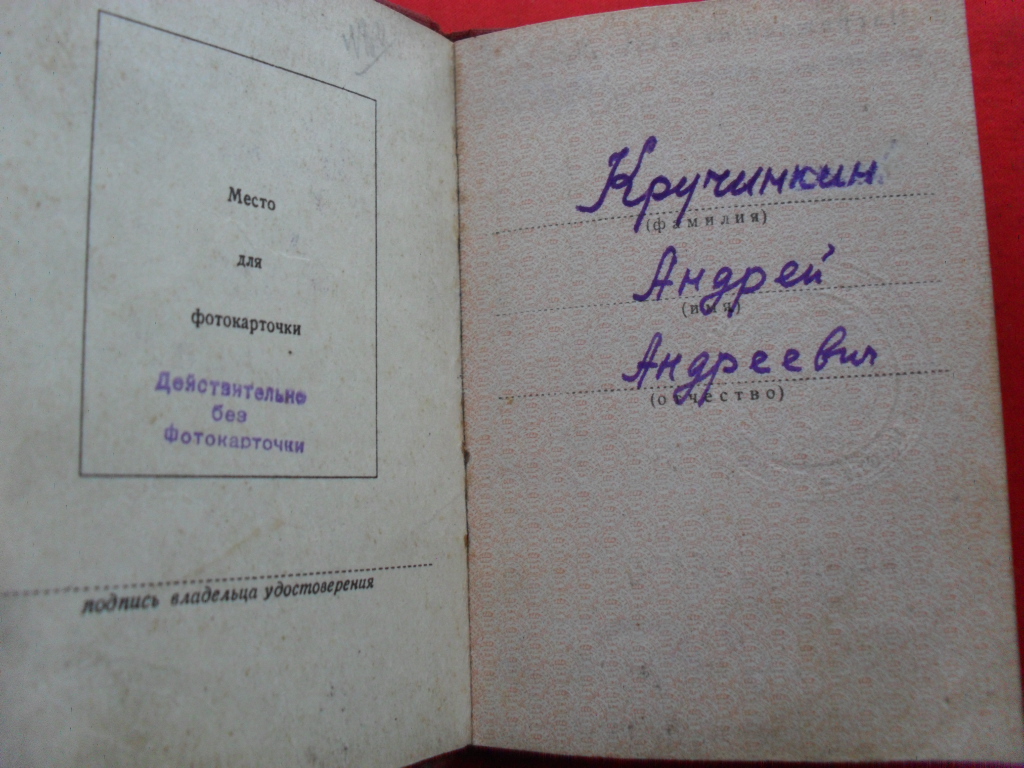 Место
для
фотокарточки
Действительно
без
фотокарточки
подпись владельца удостоверения
Кручинкин
(фамилия)
Андрей
(имя)
Андреевич
(отчество)